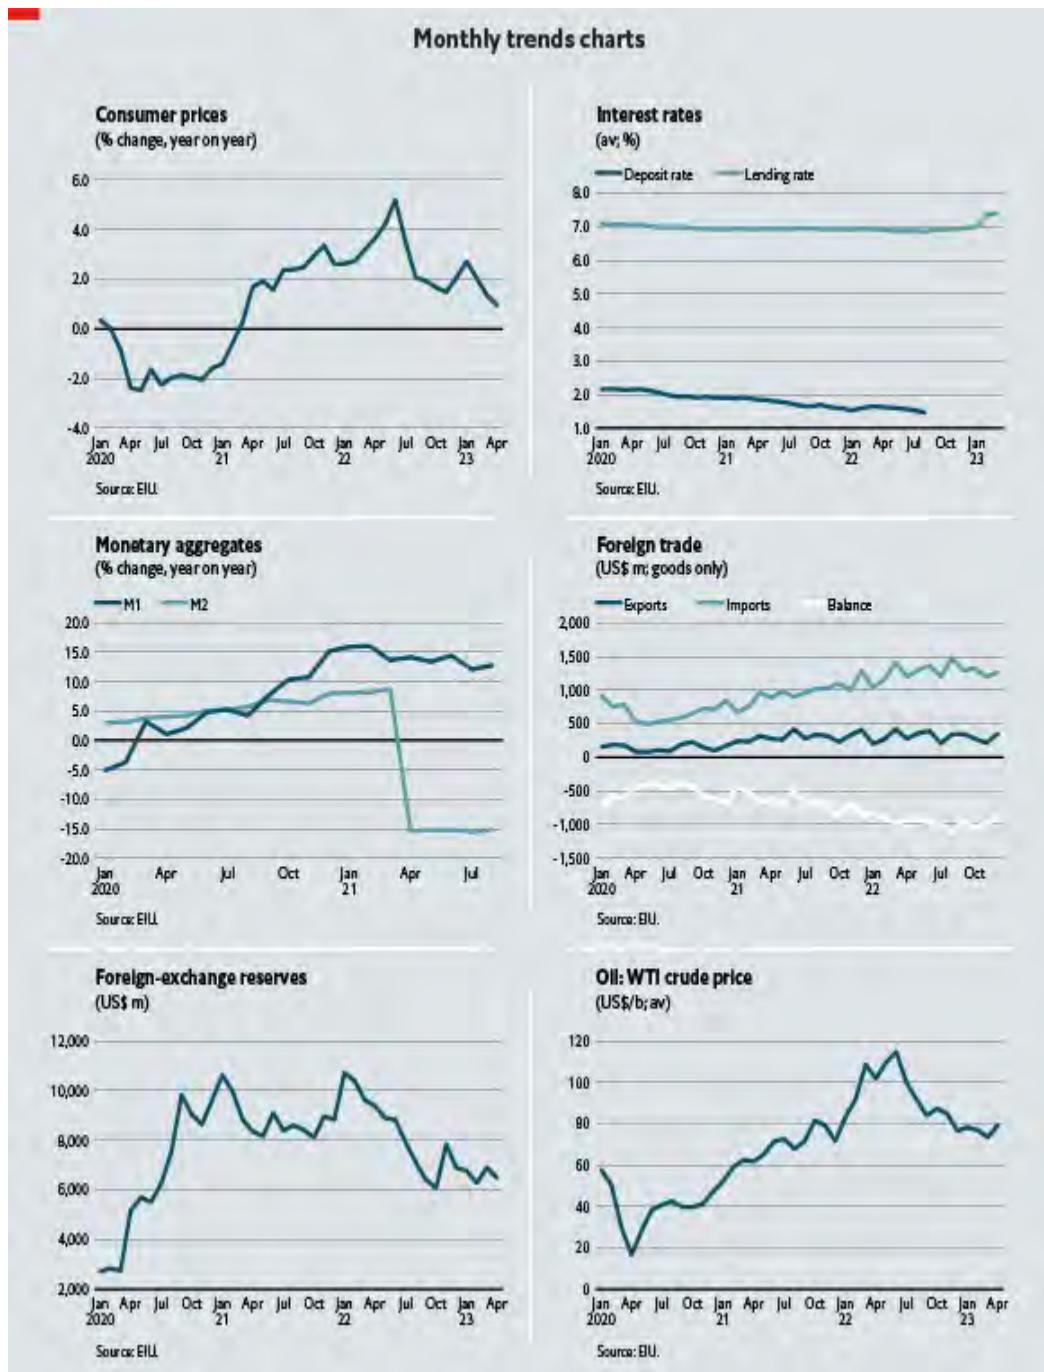 Monthly trends charts
Consumer prices
(% change, year on year)
6.0
4.0
2.0
0.0
-2.0
-4.0
Jan Apr Jul Oct Jan Apr Jul Oct Jan Apr Jul Oct Jan Apr
2020 21 22 23
Source: EIU.
Interest rates
(av; %)
Deposit rate Lending rate
8.0
7.0
6.0
5.0
4.0
3.0
2.0
1.0
Jan Apr Jul Oct Jan Apr Jul Oct Jan Apr Jul Oct Jan
2020 21 22 23
Source: EIU.
Monetary aggregates
(% change, year on year)
M1 M2
20.0
15.0
10.0
5.0
0.0
-5.0
-10.0
-15.0
-20.0
Jan Apr Jul Oct Jan Apr Jul
2020 21
Source: EIU.
Foreign trade
(US$ m; goods only)
Exports Imports Balance
2,000
1,500
1,000
500
0
-500
-1,000
-1,500
Jan Apr Jul Oct Jan Apr Jul Oct Jan Apr Jul Oct
2020 21 22
Source: EIU.
Foreign-exchange reserves
(US$ m)
12,000
10,000
8,000
6,000
4,000
2,000
Jan Apr Jul Oct Jan Apr Jul Oct Jan Apr Jul Oct Jan Apr
2020 21 22 23
Source: EIU.
Oil: WTI crude price
(US$/b; av)
120
100
80
60
40
20
0
Jan Apr Jul Oct Jan Apr Jul Oct Jan Apr Jul Oct Jan Apr
2020 21 22 23
Source: EIU.